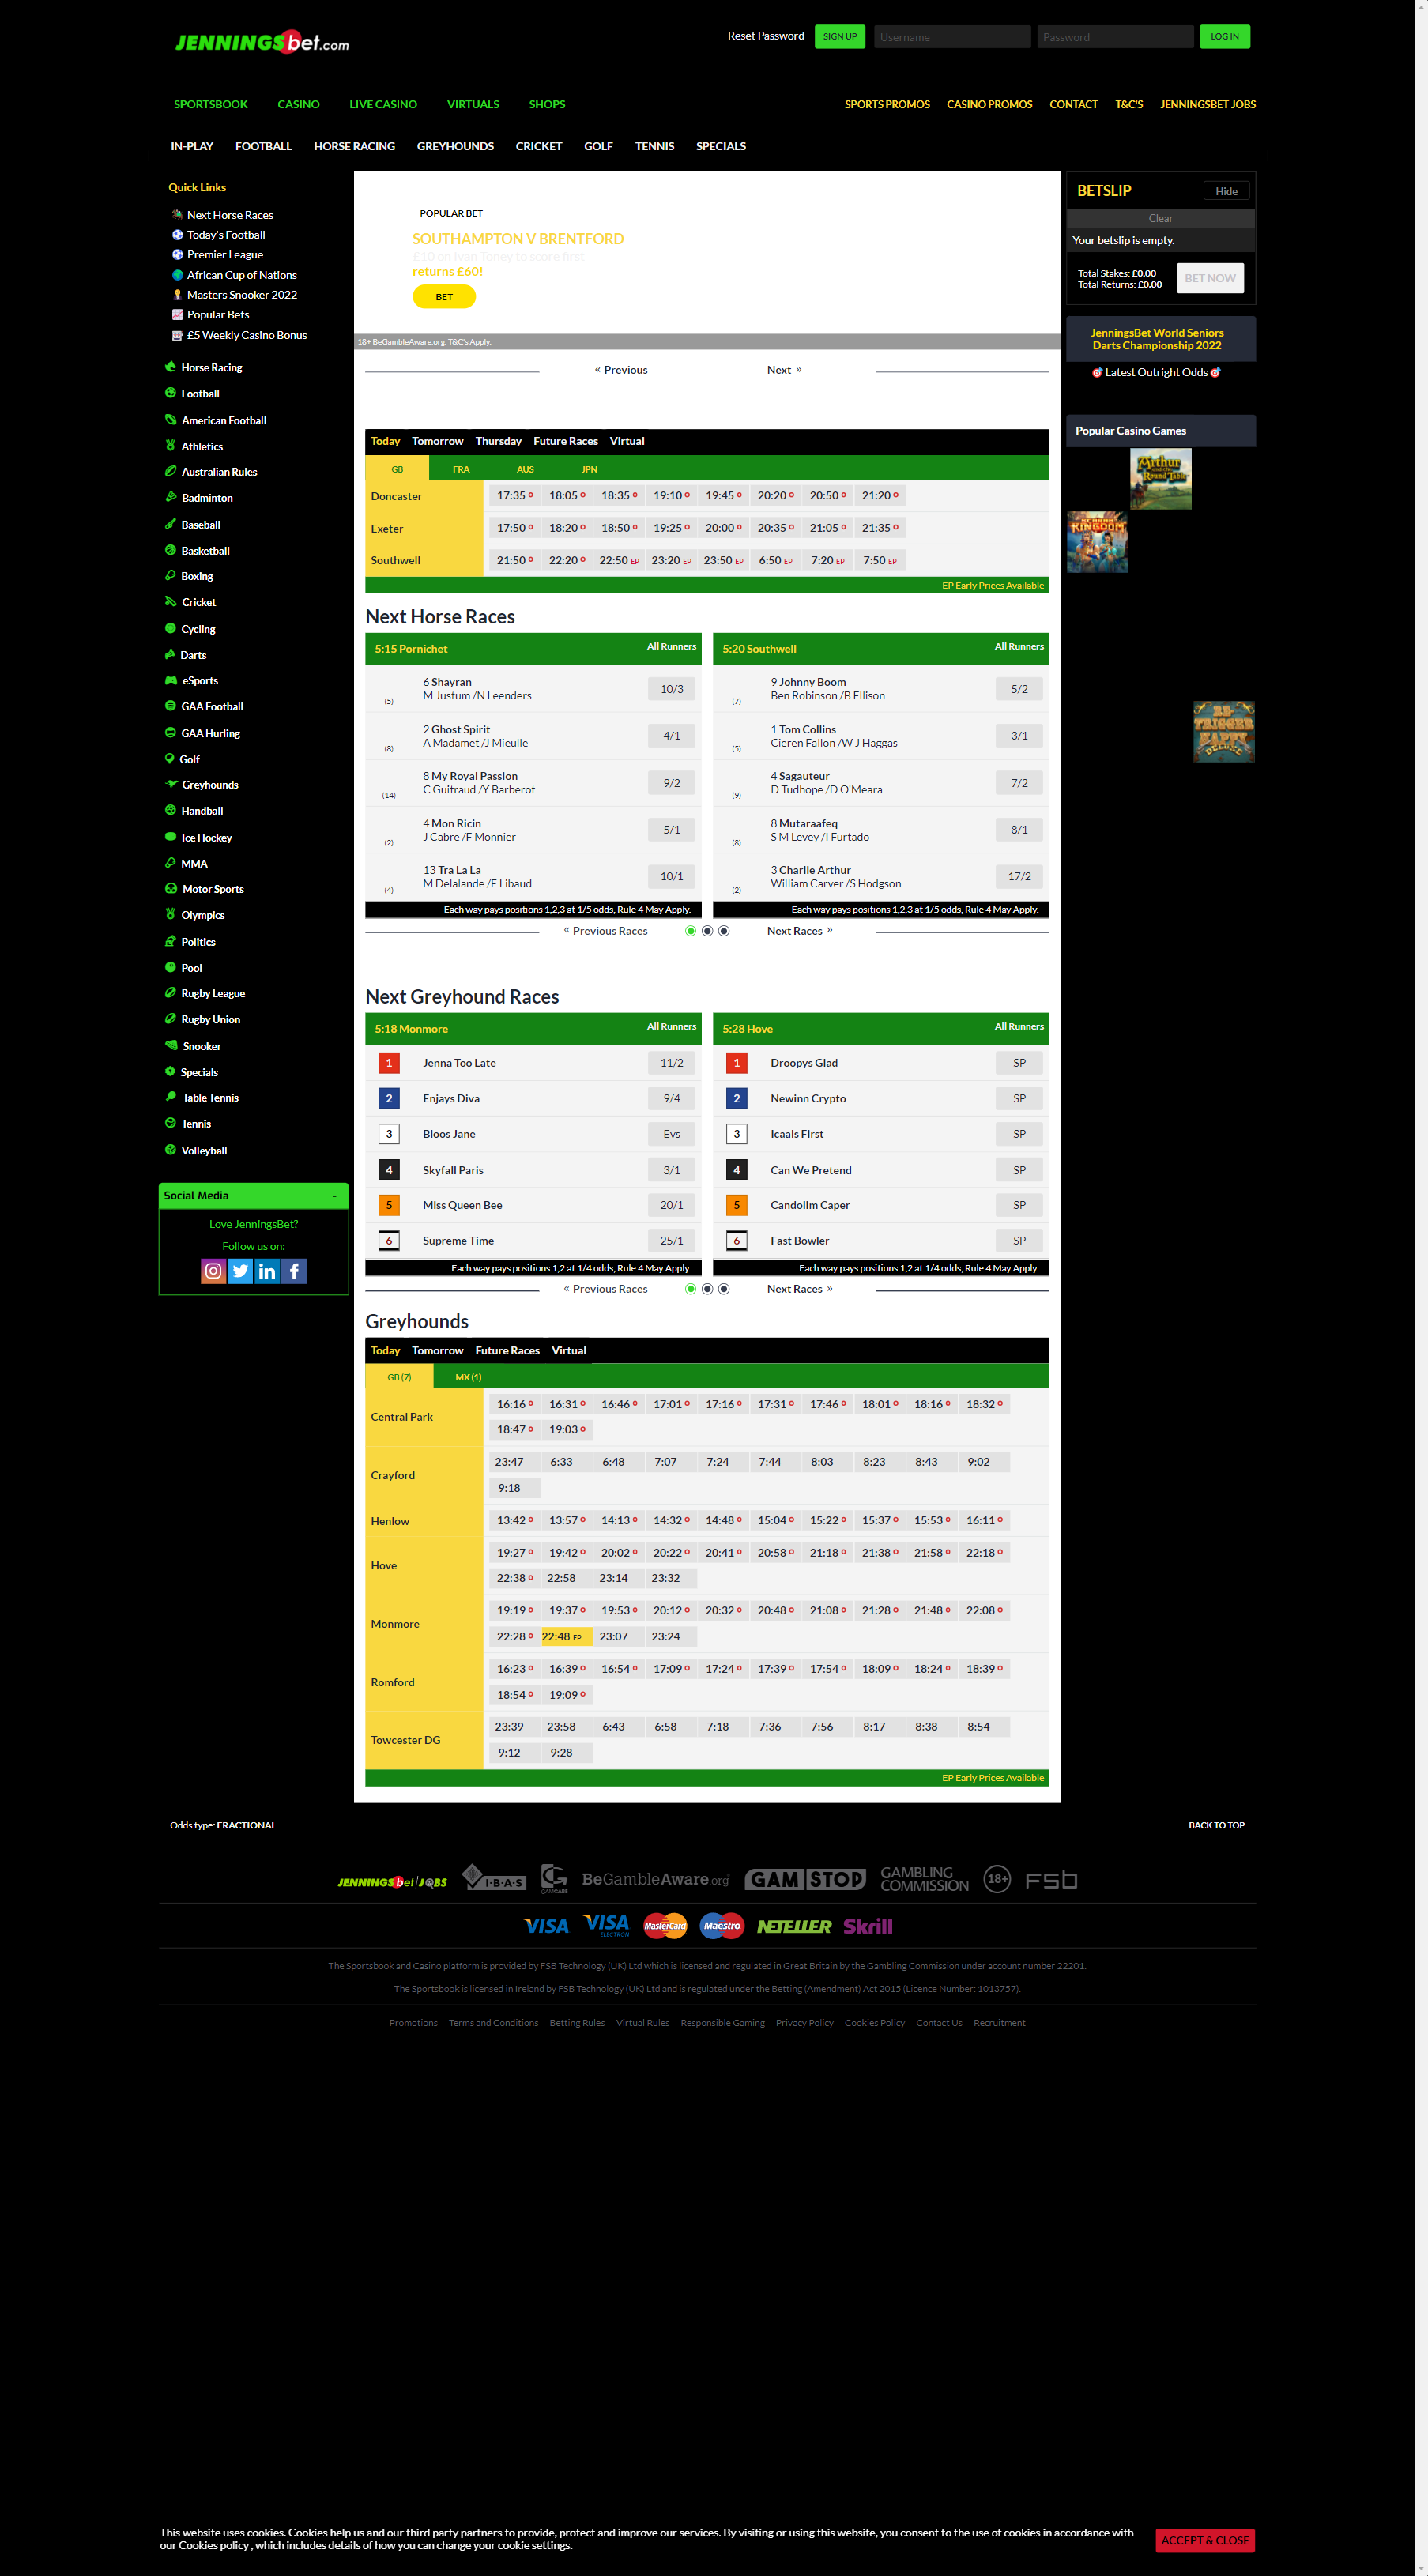 JENNINGSbet.com
Reset Password SIGN UP Username Password LOG IN
SPORTSBOOK CASINO LIVE CASINO VIRTUALS SHOPS
SPORTS PROMOS CASINO PROMOS CONTACT T&C'S JENNINGSBET JOBS
IN-PLAY FOOTBALL HORSE RACING GREYHOUNDS CRICKET GOLF TENNIS SPECIALS
Quick Links
Next Horse Races
Today's Football
Premier League
African Cup of Nations
Masters Snooker 2022
Popular Bets
£5 Weekly Casino Bonus
Horse Racing
Football
American Football
Athletics
Australian Rules
Badminton
Baseball
Basketball
Boxing
Cricket
Cycling
Darts
eSports
GAA Football
GAA Hurling
Golf
Greyhounds
Handball
Ice Hockey
MMA
Motor Sports
Olympics
Politics
Pool
Rugby League
Rugby Union
Snooker
Specials
Table Tennis
Tennis
Volleyball
Social Media -
Love JenningsBet?
Follow us on:
POPULAR BET
SOUTHAMPTON V BRENTFORD
£10 on Ivan Toney to score first
returns £60!
BET
18+ BeGambleAware.org. T&C's Apply.
« Previous Next »
Today Tomorrow Thursday Future Races Virtual
GB FRA AUS JPN
Doncaster 17:35 O 18:05 O 18:35 O 19:10 O 19:45 O 20:20 O 20:50 O 21:20 O
Exeter 17:50 O 18:20 O 18:50 O 19:25 O 20:00 O 20:35 O 21:05 O 21:35 O
Southwell 21:50 O 22:20 O 22:50 EP 23:20 EP 23:50 EP 6:50 EP 7:20 EP 7:50 EP
EP Early Prices Available
Next Horse Races
5:15 Pornichet All Runners
(5) 6 Shayran 10/3
M Justum /N Leenders
(8) 2 Ghost Spirit 4/1
A Madamet /J Mieulle
(14) 8 My Royal Passion 9/2
C Guitraud /Y Barberot
(2) 4 Mon Ricin 5/1
J Cabre /F Monnier
(4) 13 Tra La La 10/1
M Delalande /E Libaud
Each way pays positions 1,2,3 at 1/5 odds, Rule 4 May Apply.
5:20 Southwell All Runners
(7) 9 Johnny Boom 5/2
Ben Robinson /B Ellison
(5) 1 Tom Collins 3/1
Cieren Fallon /W J Haggas
(9) 4 Sagauteur 7/2
D Tudhope /D O'Meara
(8) 8 Mutaraafeq 8/1
S M Levey /I Furtado
(2) 3 Charlie Arthur 17/2
William Carver /S Hodgson
Each way pays positions 1,2,3 at 1/5 odds, Rule 4 May Apply.
« Previous Races Next Races »
Next Greyhound Races
5:18 Monmore All Runners
1 Jenna Too Late 11/2
2 Enjays Diva 9/4
3 Bloos Jane Evs
4 Skyfall Paris 3/1
5 Miss Queen Bee 20/1
6 Supreme Time 25/1
Each way pays positions 1,2 at 1/4 odds, Rule 4 May Apply.
5:28 Hove All Runners
1 Droopys Glad SP
2 Newinn Crypto SP
3 Icaals First SP
4 Can We Pretend SP
5 Candolim Caper SP
6 Fast Bowler SP
Each way pays positions 1,2 at 1/4 odds, Rule 4 May Apply.
« Previous Races Next Races »
Greyhounds
Today Tomorrow Future Races Virtual
GB (7) MX (1)
Central Park 16:16 O 16:31 O 16:46 O 17:01 O 17:16 O 17:31 O 17:46 O 18:01 O 18:16 O 18:32 O
18:47 O 19:03 O
Crayford 23:47 6:33 6:48 7:07 7:24 7:44 8:03 8:23 8:43 9:02
9:18
Henlow 13:42 O 13:57 O 14:13 O 14:32 O 14:48 O 15:04 O 15:22 O 15:37 O 15:53 O 16:11 O
Hove 19:27 O 19:42 O 20:02 O 20:22 O 20:41 O 20:58 O 21:18 O 21:38 O 21:58 O 22:18 O
22:38 O 22:58 23:14 23:32
Monmore 19:19 O 19:37 O 19:53 O 20:12 O 20:32 O 20:48 O 21:08 O 21:28 O 21:48 O 22:08 O
22:28 O 22:48 EP 23:07 23:24
Romford 16:23 O 16:39 O 16:54 O 17:09 O 17:24 O 17:39 O 17:54 O 18:09 O 18:24 O 18:39 O
18:54 O 19:09 O
Towcester DG 23:39 23:58 6:43 6:58 7:18 7:36 7:56 8:17 8:38 8:54
9:12 9:28
EP Early Prices Available
BETSLIP Hide
Clear
Your betslip is empty.
Total Stakes: £0.00
Total Returns: £0.00
BET NOW
JenningsBet World Seniors
Darts Championship 2022
Latest Outright Odds
Popular Casino Games
Arthur and the Round Table
KINGDOM
RE-TRIGGER HAPPY DELUXE
Odds type: FRACTIONAL BACK TO TOP
JENNINGSbet JOBS I·B·A·S GAMCARE BeGambleAware.org GAMSTOP GAMBLING COMMISSION 18+ FSb
VISA VISA ELECTRON MasterCard Maestro NETELLER Skrill
The Sportsbook and Casino platform is provided by FSB Technology (UK) Ltd which is licensed and regulated in Great Britain by the Gambling Commission under account number 22201.
The Sportsbook is licensed in Ireland by FSB Technology (UK) Ltd and is regulated under the Betting (Amendment) Act 2015 (Licence Number: 1013757).
Promotions Terms and Conditions Betting Rules Virtual Rules Responsible Gaming Privacy Policy Cookies Policy Contact Us Recruitment
This website uses cookies. Cookies help us and our third party partners to provide, protect and improve our services. By visiting or using this website, you consent to the use of cookies in accordance with
our Cookies policy , which includes details of how you can change your cookie settings.
ACCEPT & CLOSE